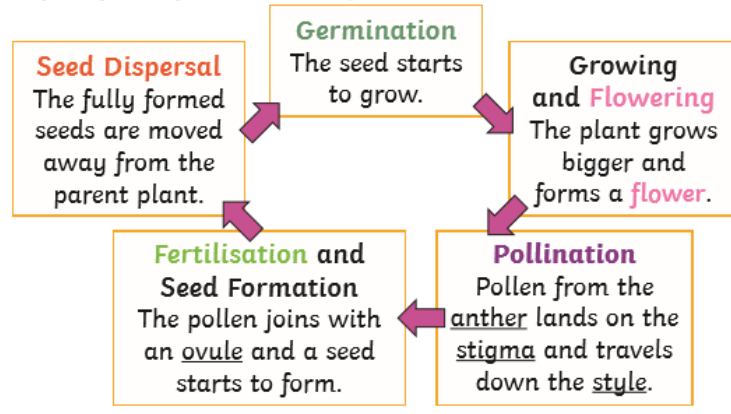 Germination
The seed starts
to grow.
Growing
and Flowering
The plant grows
bigger and
forms a flower.
Pollination
Pollen from the
anther lands on the
stigma and travels
down the style.
Fertilisation and
Seed Formation
The pollen joins with
an ovule and a seed
starts to form.
Seed Dispersal
The fully formed
seeds are moved
away from the
parent plant.